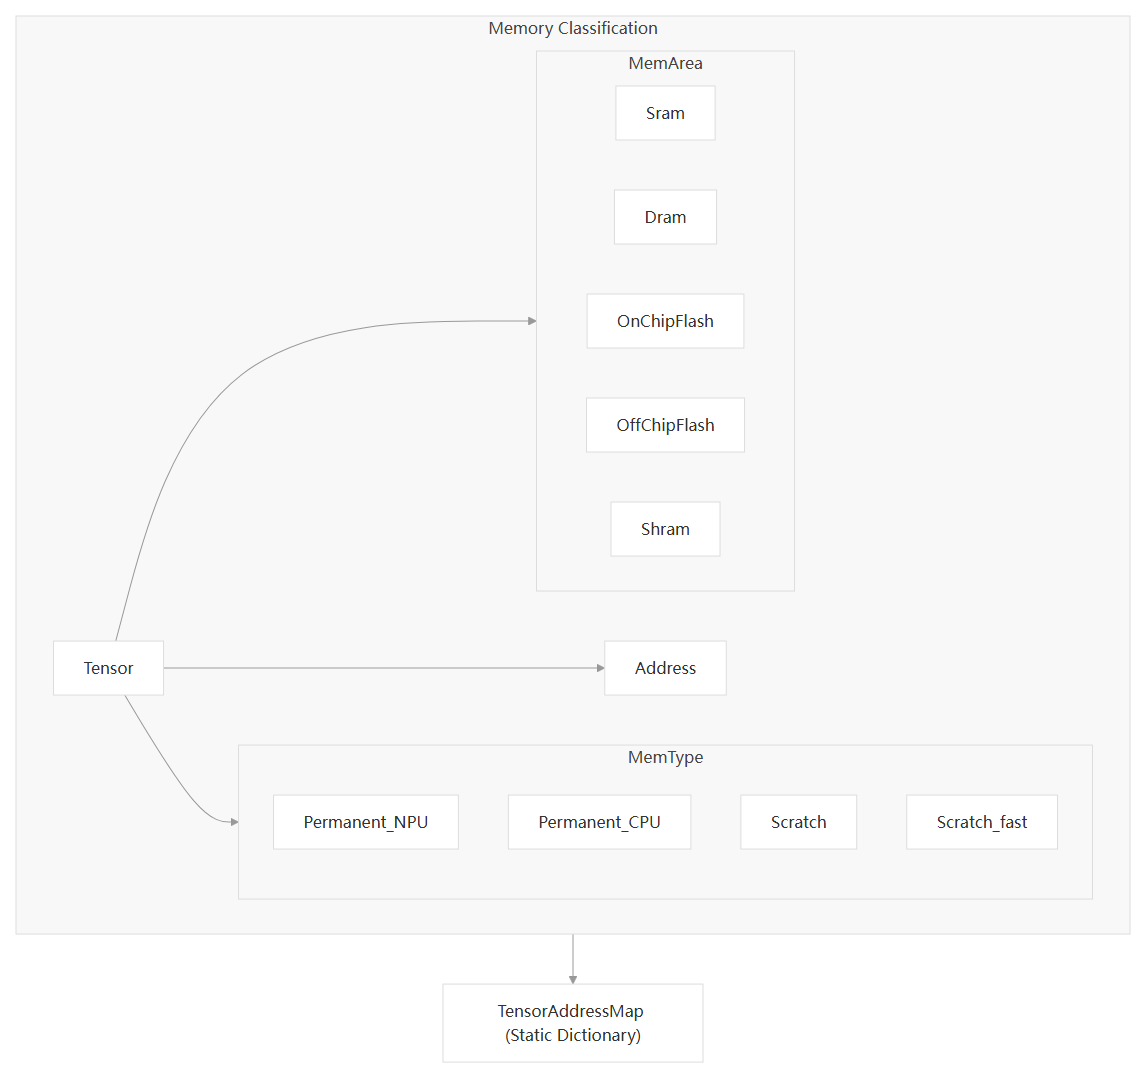 Memory Classification
MemArea
Sram
Dram
OnChipFlash
OffChipFlash
Shram
Tensor
Address
MemType
Permanent_NPU
Permanent_CPU
Scratch
Scratch_fast
TensorAddressMap
(Static Dictionary)